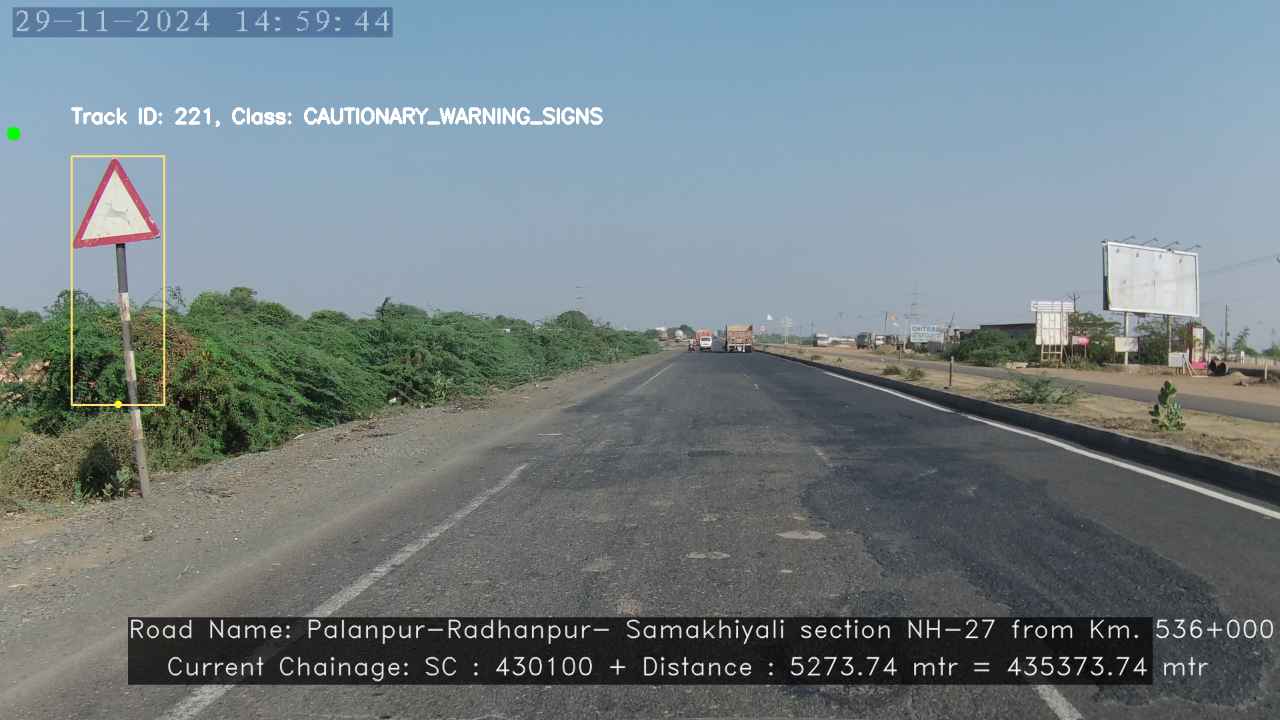 29-11-2024 14:59:44
Track ID: 221, Class: CAUTIONARY_WARNING_SIGNS
Road Name: Palanpur-Radhanpur- Samakhiyali section NH-27 from Km. 536+000
Current Chainage: SC : 430100 + Distance : 5273.74 mtr = 435373.74 mtr